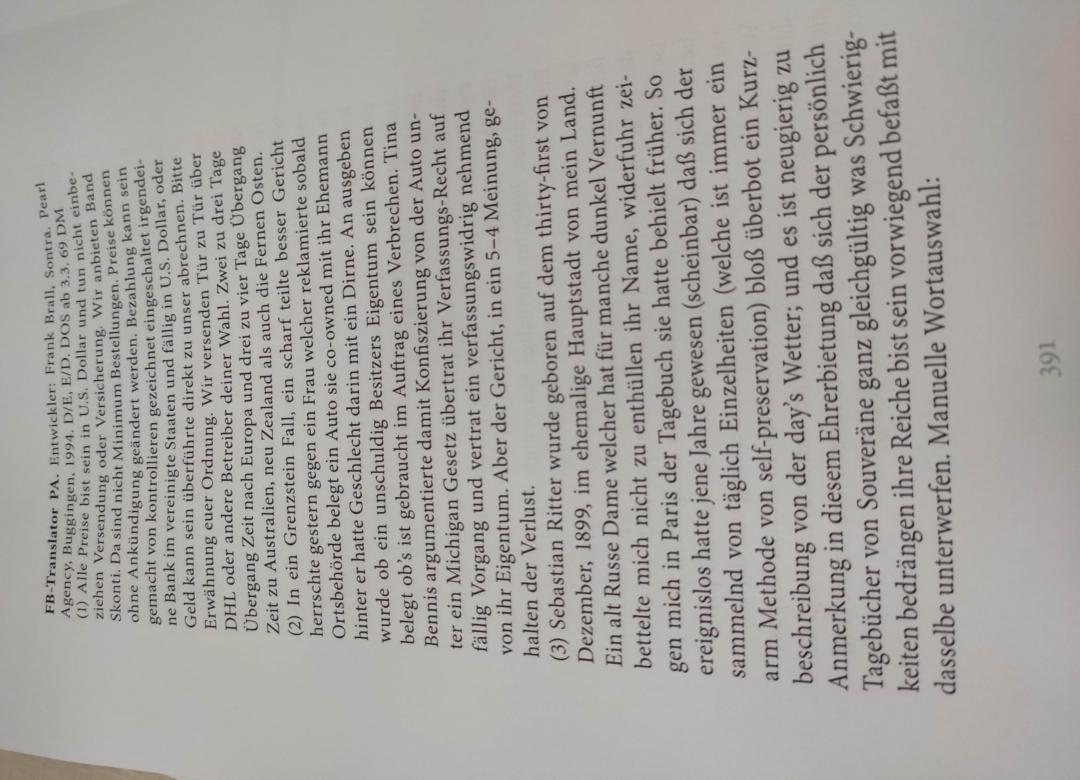 FB-Translator PA. Entwickler: Frank Brall, Sontra. Pearl
Agency, Buggingen, 1994. D/E, E/D. DOS ab 3.3. 69 DM
(1) Alle Preise bist sein in U.S. Dollar und tun nicht einbe-
ziehen Versendung oder Versicherung. Wir anbieten Band
Skonti. Da sind nicht Minimum Bestellungen. Preise können
ohne Ankündigung geändert werden. Bezahlung kann sein
gemacht von kontrollieren gezeichnet eingeschaltet irgendei-
ne Bank im vereinigte Staaten und fällig in U.S. Dollar, oder
Geld kann sein überführte direkt zu unser abrechnen. Bitte
Erwähnung euer Ordnung. Wir versenden Tür zu Tür über
DHL oder andere Betreiber deiner Wahl. Zwei zu drei Tage
Übergang Zeit nach Europa und drei zu vier Tage Übergang
Zeit zu Australien, neu Zealand als auch die Fernen Osten.
(2) In ein Grenzstein Fall, ein scharf teilte besser Gericht
herrschte gestern gegen ein Frau welcher reklamierte sobald
Ortsbehörde belegt ein Auto sie co-owned mit ihr Ehemann
hinter er hatte Geschlecht darin mit ein Dirne. An ausgeben
wurde ob ein unschuldig Besitzers Eigentum sein können
belegt ob's ist gebraucht im Auftrag eines Verbrechen. Tina
Bennis argumentierte damit Konfiszierung von der Auto un-
ter ein Michigan Gesetz übertrat ihr Verfassungs-Recht auf
fällig Vorgang und vertrat ein verfassungswidrig nehmend
von ihr Eigentum. Aber der Gericht, in ein 5–4 Meinung, ge-
halten der Verlust.
(3) Sebastian Ritter wurde geboren auf dem thirty-first von
Dezember, 1899, im ehemalige Hauptstadt von mein Land.
Ein alt Russe Dame welcher hat für manche dunkel Vernunft
bettelte mich nicht zu enthüllen ihr Name, widerfuhr zei-
gen mich in Paris der Tagebuch sie hatte behielt früher. So
ereignislos hatte jene Jahre gewesen (scheinbar) daß sich der
sammelnd von täglich Einzelheiten (welche ist immer ein
arm Methode von self-preservation) bloß überbot ein Kurz-
beschreibung von der day's Wetter; und es ist neugierig zu
Anmerkung in diesem Ehrerbietung daß sich der persönlich
Tagebücher von Souveräne ganz gleichgültig was Schwierig-
keiten bedrängen ihre Reiche bist sein vorwiegend befaßt mit
dasselbe unterwerfen. Manuelle Wortauswahl:
391